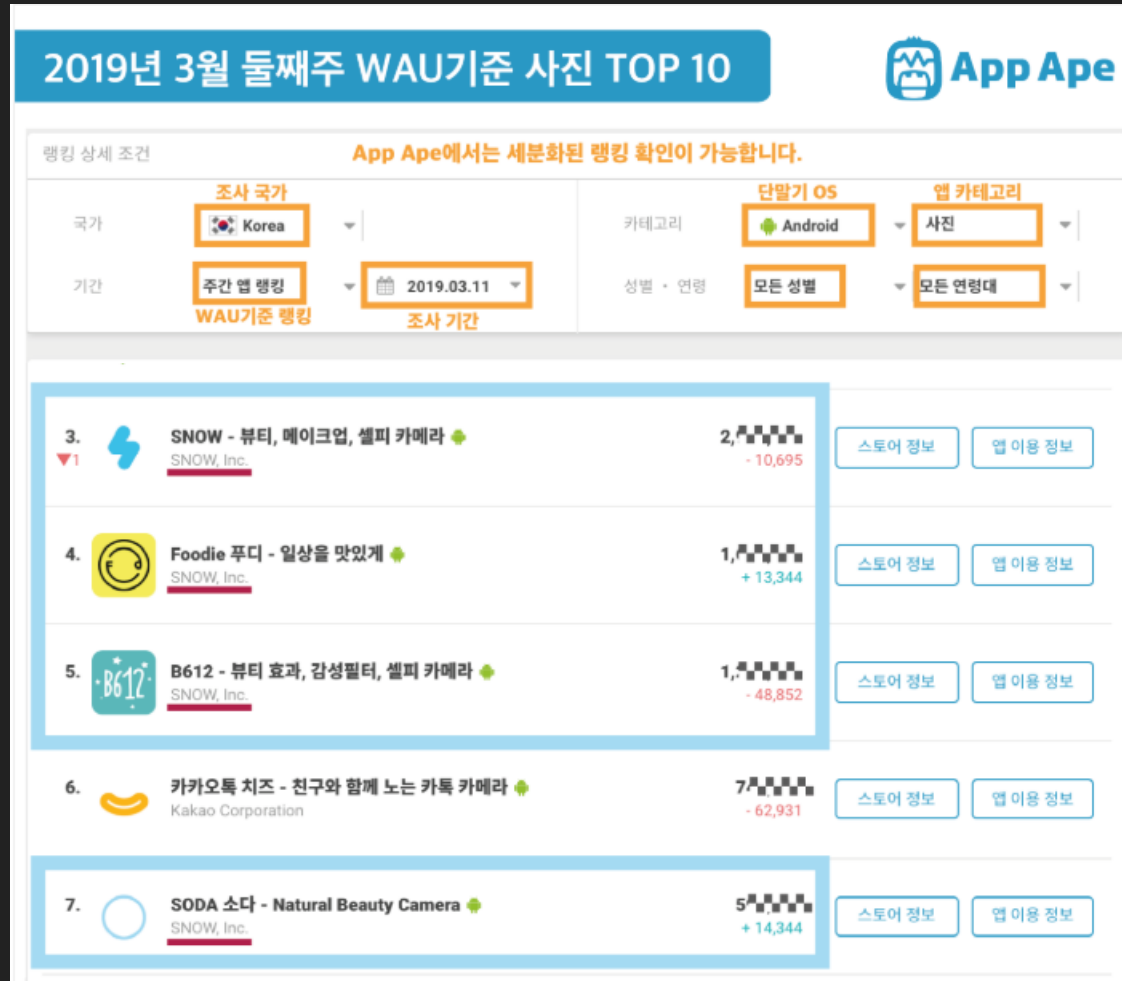 2019년 3월 둘째주 WAU기준 사진 TOP 10
App Ape
랭킹 상세 조건
App Ape에서는 세분화된 랭킹 확인이 가능합니다.
조사 국가
단말기 OS
앱 카테고리
국가
Korea
카테고리
Android
사진
기간
주간 앱 랭킹
2019.03.11
성별 · 연령
모든 성별
모든 연령대
WAU기준 랭킹
조사 기간
3.
SNOW - 뷰티, 메이크업, 셀피 카메라
2,
스토어 정보
앱 이용 정보
▼1
SNOW, Inc.
- 10,695
4.
Foodie 푸디 - 일상을 맛있게
1,
스토어 정보
앱 이용 정보
SNOW, Inc.
+ 13,344
5.
B612
B612 - 뷰티 효과, 감성필터, 셀피 카메라
1,
스토어 정보
앱 이용 정보
SNOW, Inc.
- 48,852
6.
카카오톡 치즈 - 친구와 함께 노는 카톡 카메라
7
스토어 정보
앱 이용 정보
Kakao Corporation
- 62,931
7.
SODA 소다 - Natural Beauty Camera
5
스토어 정보
앱 이용 정보
SNOW, Inc.
+ 14,344